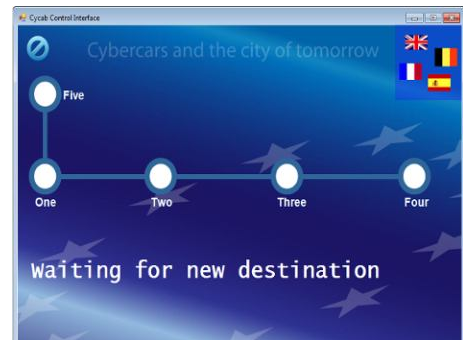 Cycab Control Interface
Cybercars and the city of tomorrow
Five
One Two Three Four
Waiting for new destination